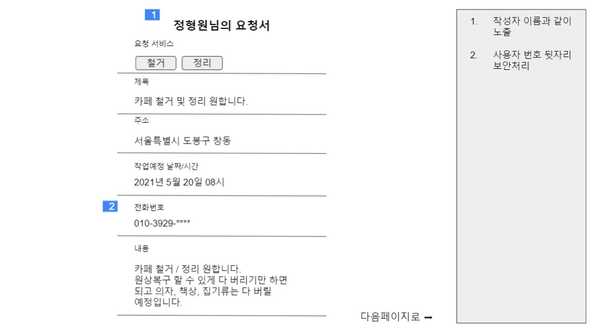 1
정형원님의 요청서
요청 서비스
철거 정리
제목
카페 철거 및 정리 원합니다.
주소
서울특별시 도봉구 창동
작업예정 날짜/시간
2021년 5월 20일 08시
2
전화번호
010-3929-****
내용
카페 철거 / 정리 원합니다.
원상복구 할 수 있게 다 버리기만 하면
되고 의자, 책상, 집기류는 다 버릴
예정입니다.
다음페이지로 ➡
1. 작성자 이름과 같이
노출
2. 사용자 번호 뒷자리
보안처리